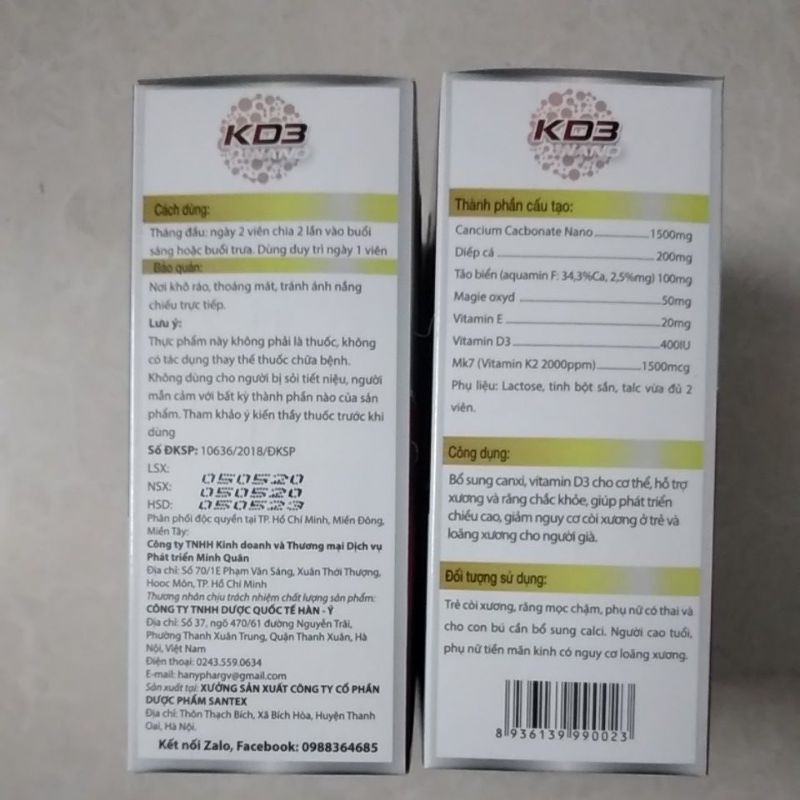 KD3
NANO
Cách dùng:
Tháng đầu: ngày 2 viên chia 2 lần vào buổi
sáng hoặc buổi trưa. Dùng duy trì ngày 1 viên
Bảo quản:
Nơi khô ráo, thoáng mát, tránh ánh nắng
chiếu trực tiếp.
Lưu ý:
Thực phẩm này không phải là thuốc, không
có tác dụng thay thế thuốc chữa bệnh.
Không dùng cho người bị sỏi tiết niệu, người
mẫn cảm với bất kỳ thành phần nào của sản
phẩm. Tham khảo ý kiến thầy thuốc trước khi
dùng
Số ĐKSP: 10636/2018/ĐKSP
LSX: 050520
NSX: 050520
HSD: 050523
Phân phối độc quyền tại TP. Hồ Chí Minh, Miền Đông,
Miền Tây:
Công ty TNHH Kinh doanh và Thương mại Dịch vụ
Phát triển Minh Quân
Địa chỉ: Số 70/1E Phạm Văn Sáng, Xuân Thới Thượng,
Hooc Môn, TP. Hồ Chí Minh
Thương nhân chịu trách nhiệm chất lượng sản phẩm:
CÔNG TY TNHH DƯỢC QUỐC TẾ HÀN - Ý
Địa chỉ: Số 37, ngõ 470/61 đường Nguyễn Trãi,
Phường Thanh Xuân Trung, Quận Thanh Xuân, Hà
Nội, Việt Nam
Điện thoại: 0243.559.0634
E-mail: hanyphargv@gmail.com
Sản xuất tại: XƯỞNG SẢN XUẤT CÔNG TY CỔ PHẦN
DƯỢC PHẨM SANTEX
Địa chỉ: Thôn Thạch Bích, Xã Bích Hòa, Huyện Thanh
Oai, Hà Nội.
Kết nối Zalo, Facebook: 0988364685
KD3
NANO
Thành phần cấu tạo:
Cancium Cacbonate Nano 1500mg
Diếp cá 200mg
Tảo biển (aquamin F: 34,3%Ca, 2,5%mg) 100mg
Magie oxyd 50mg
Vitamin E 20mg
Vitamin D3 400IU
Mk7 (Vitamin K2 2000ppm) 1500mcg
Phụ liệu: Lactose, tinh bột sắn, talc vừa đủ 2
viên.
Công dụng:
Bổ sung canxi, vitamin D3 cho cơ thể, hỗ trợ
xương và răng chắc khỏe, giúp phát triển
chiều cao, giảm nguy cơ còi xương ở trẻ và
loãng xương cho người già.
Đối tượng sử dụng:
Trẻ còi xương, răng mọc chậm, phụ nữ có thai và
cho con bú cần bổ sung calci. Người cao tuổi,
phụ nữ tiền mãn kinh có nguy cơ loãng xương.
8 936139 990023